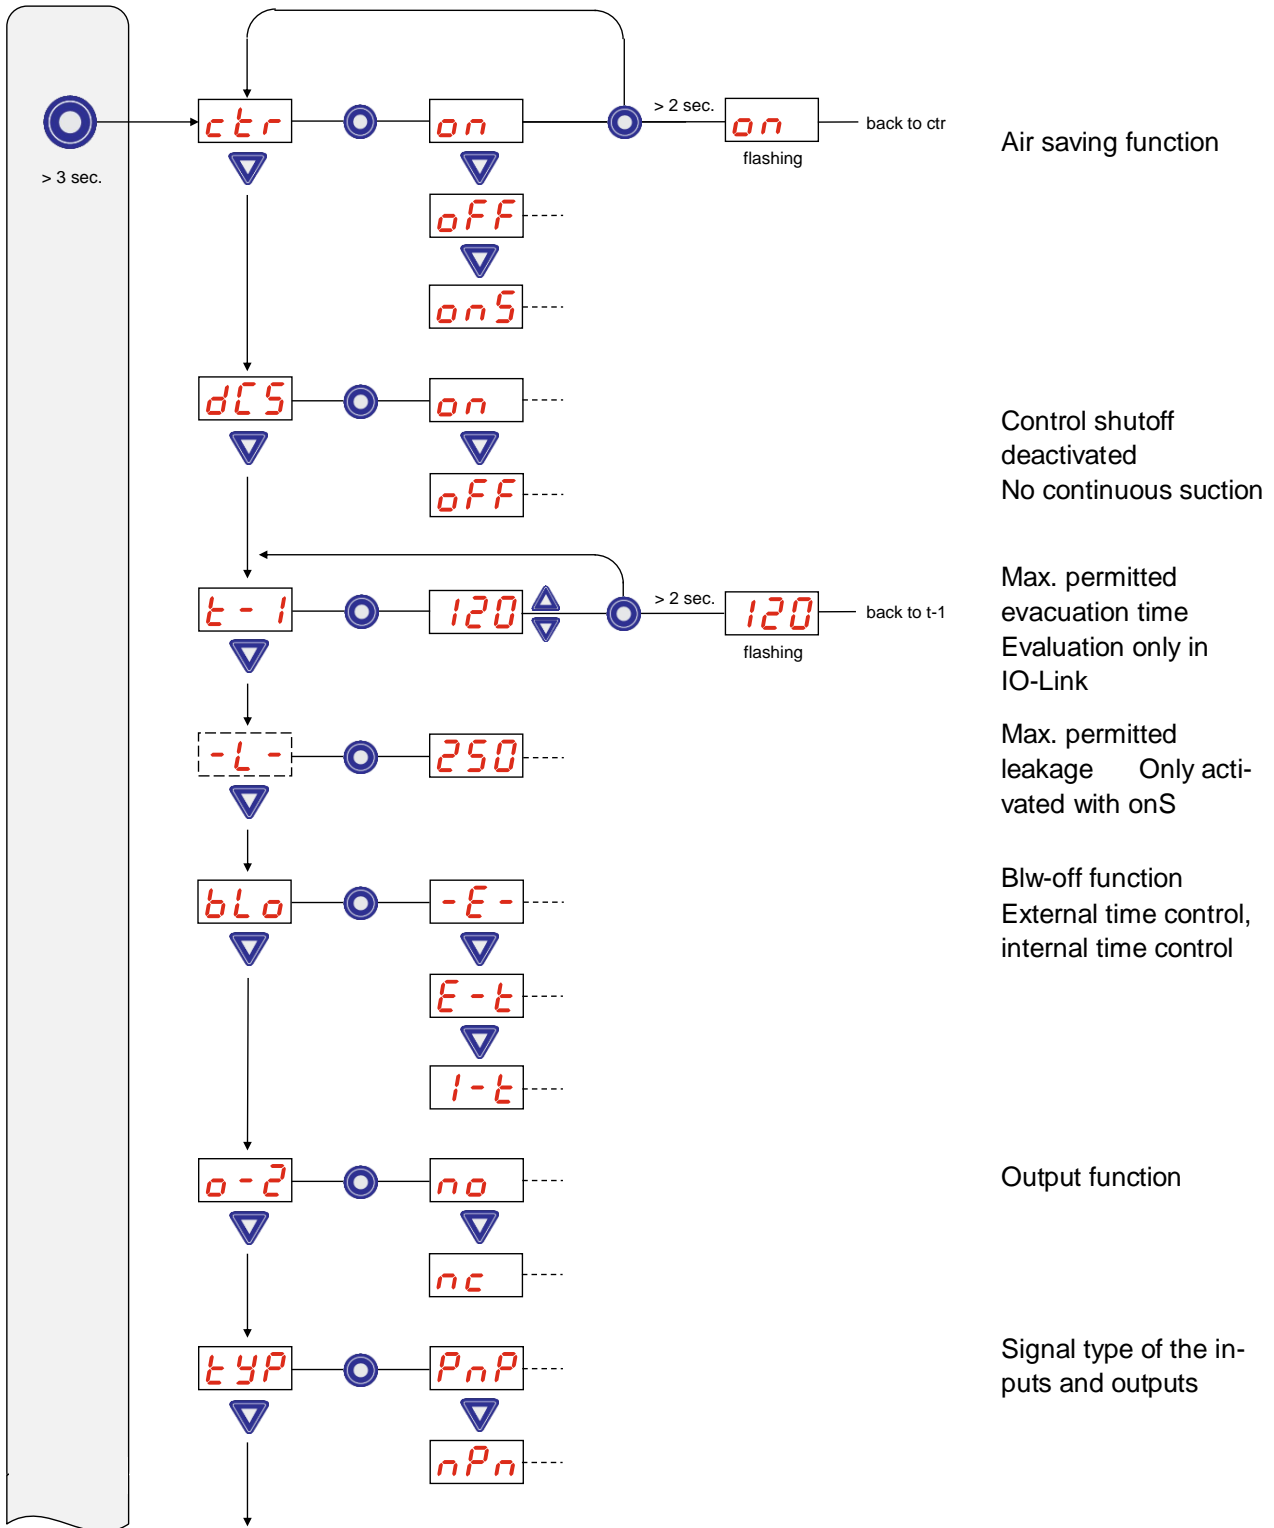 ctr
on
> 2 sec.
on
back to ctr
flashing
Air saving function
> 3 sec.
oFF
onS
dCS
on
Control shutoff
deactivated
No continuous suction
oFF
t-1
120
> 2 sec.
120
back to t-1
flashing
Max. permitted
evacuation time
Evaluation only in
IO-Link
-L-
250
Max. permitted
leakage Only acti-
vated with onS
bLo
-E-
Blw-off function
External time control,
internal time control
E-t
I-t
o-2
no
Output function
nc
tYP
PnP
Signal type of the in-
puts and outputs
nPn